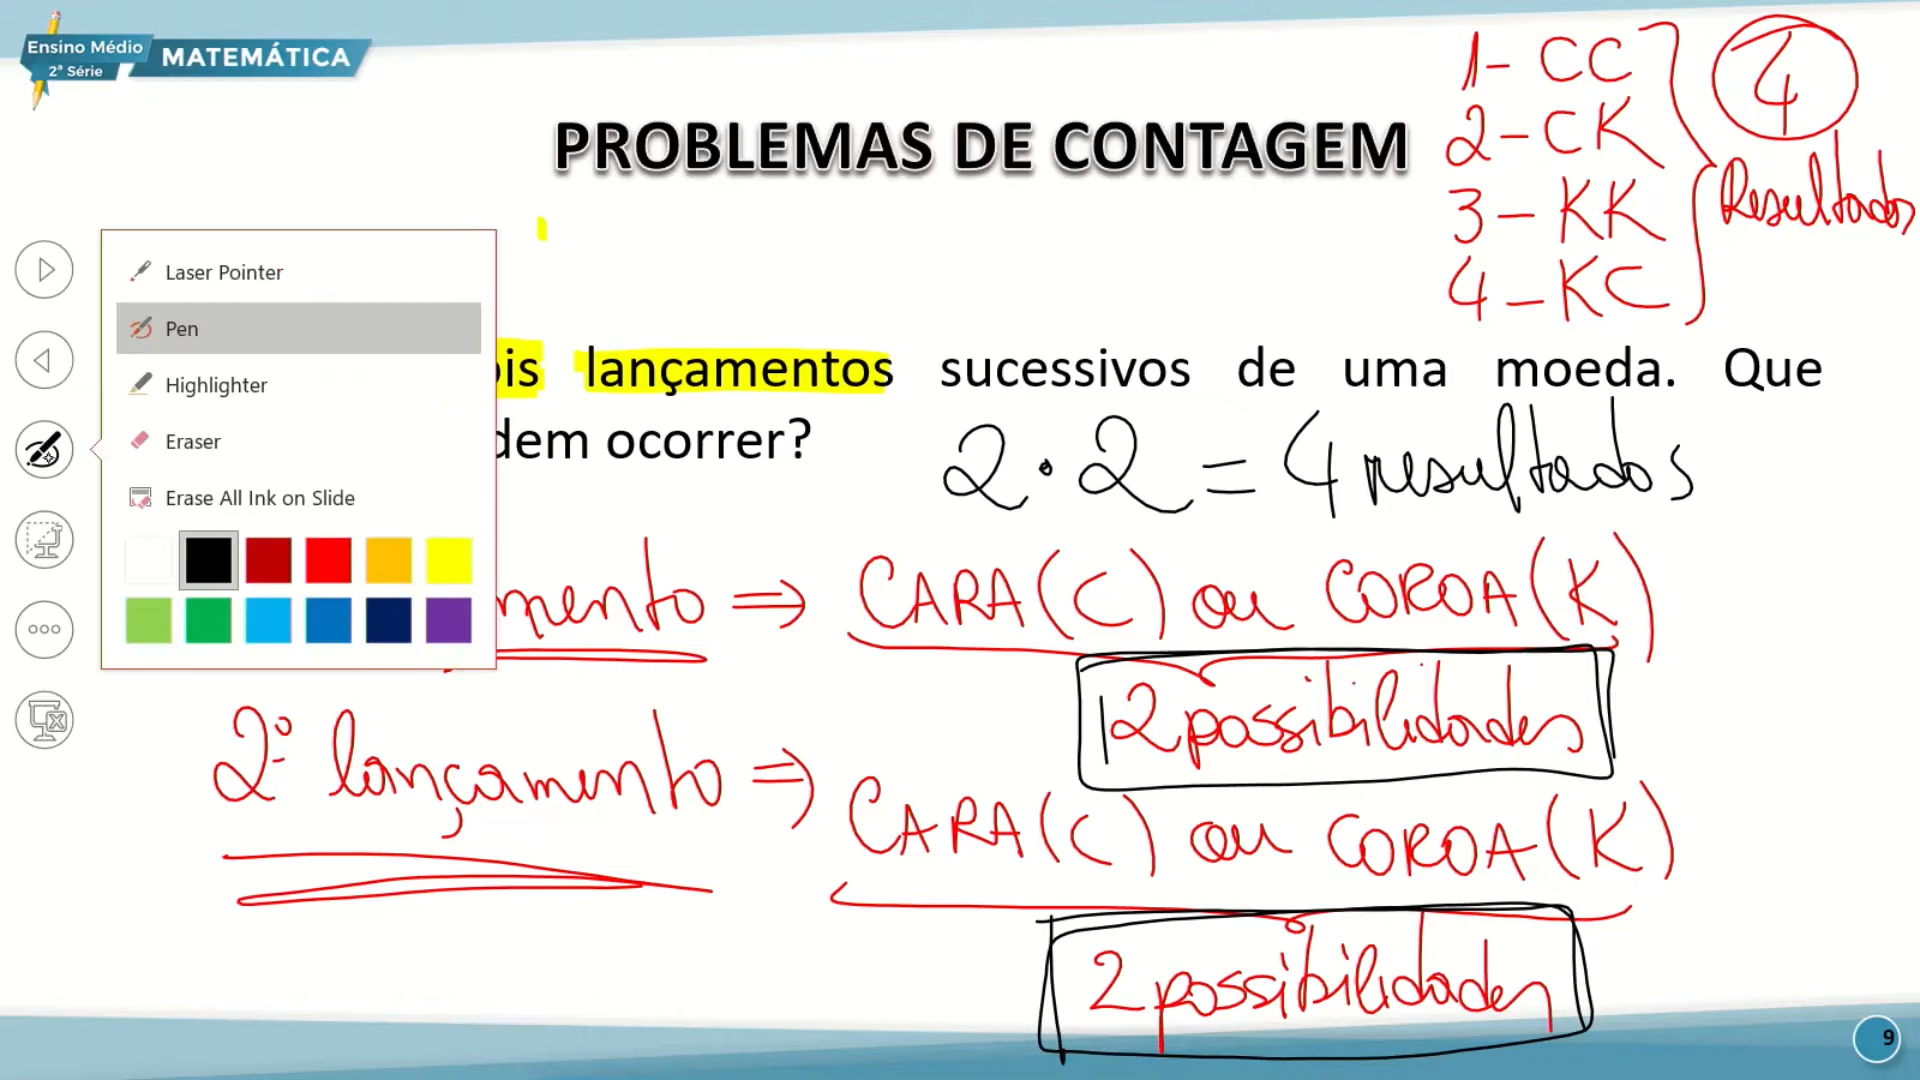 Ensino Médio
2ª Série
MATEMÁTICA
PROBLEMAS DE CONTAGEM
1- CC
2- CK
3- KK
4- KC
4
Resultados
Laser Pointer
Pen
Highlighter
Eraser
Erase All Ink on Slide
ois lançamentos sucessivos de uma moeda. Que
dem ocorrer?
2 · 2 = 4 resultados
mento ⇒ CARA (C) ou COROA (K)
2 possibilidades
2º lançamento ⇒ CARA (C) ou COROA (K)
2 possibilidades
9